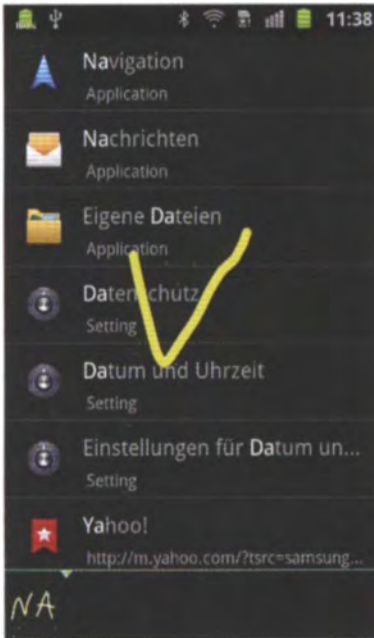 11:38
Navigation
Application
Nachrichten
Application
Eigene Dateien
Application
Datenschutz
Setting
Datum und Uhrzeit
Setting
Einstellungen für Datum un...
Setting
Yahoo!
http://m.yahoo.com/?tsrc=samsung...
NA